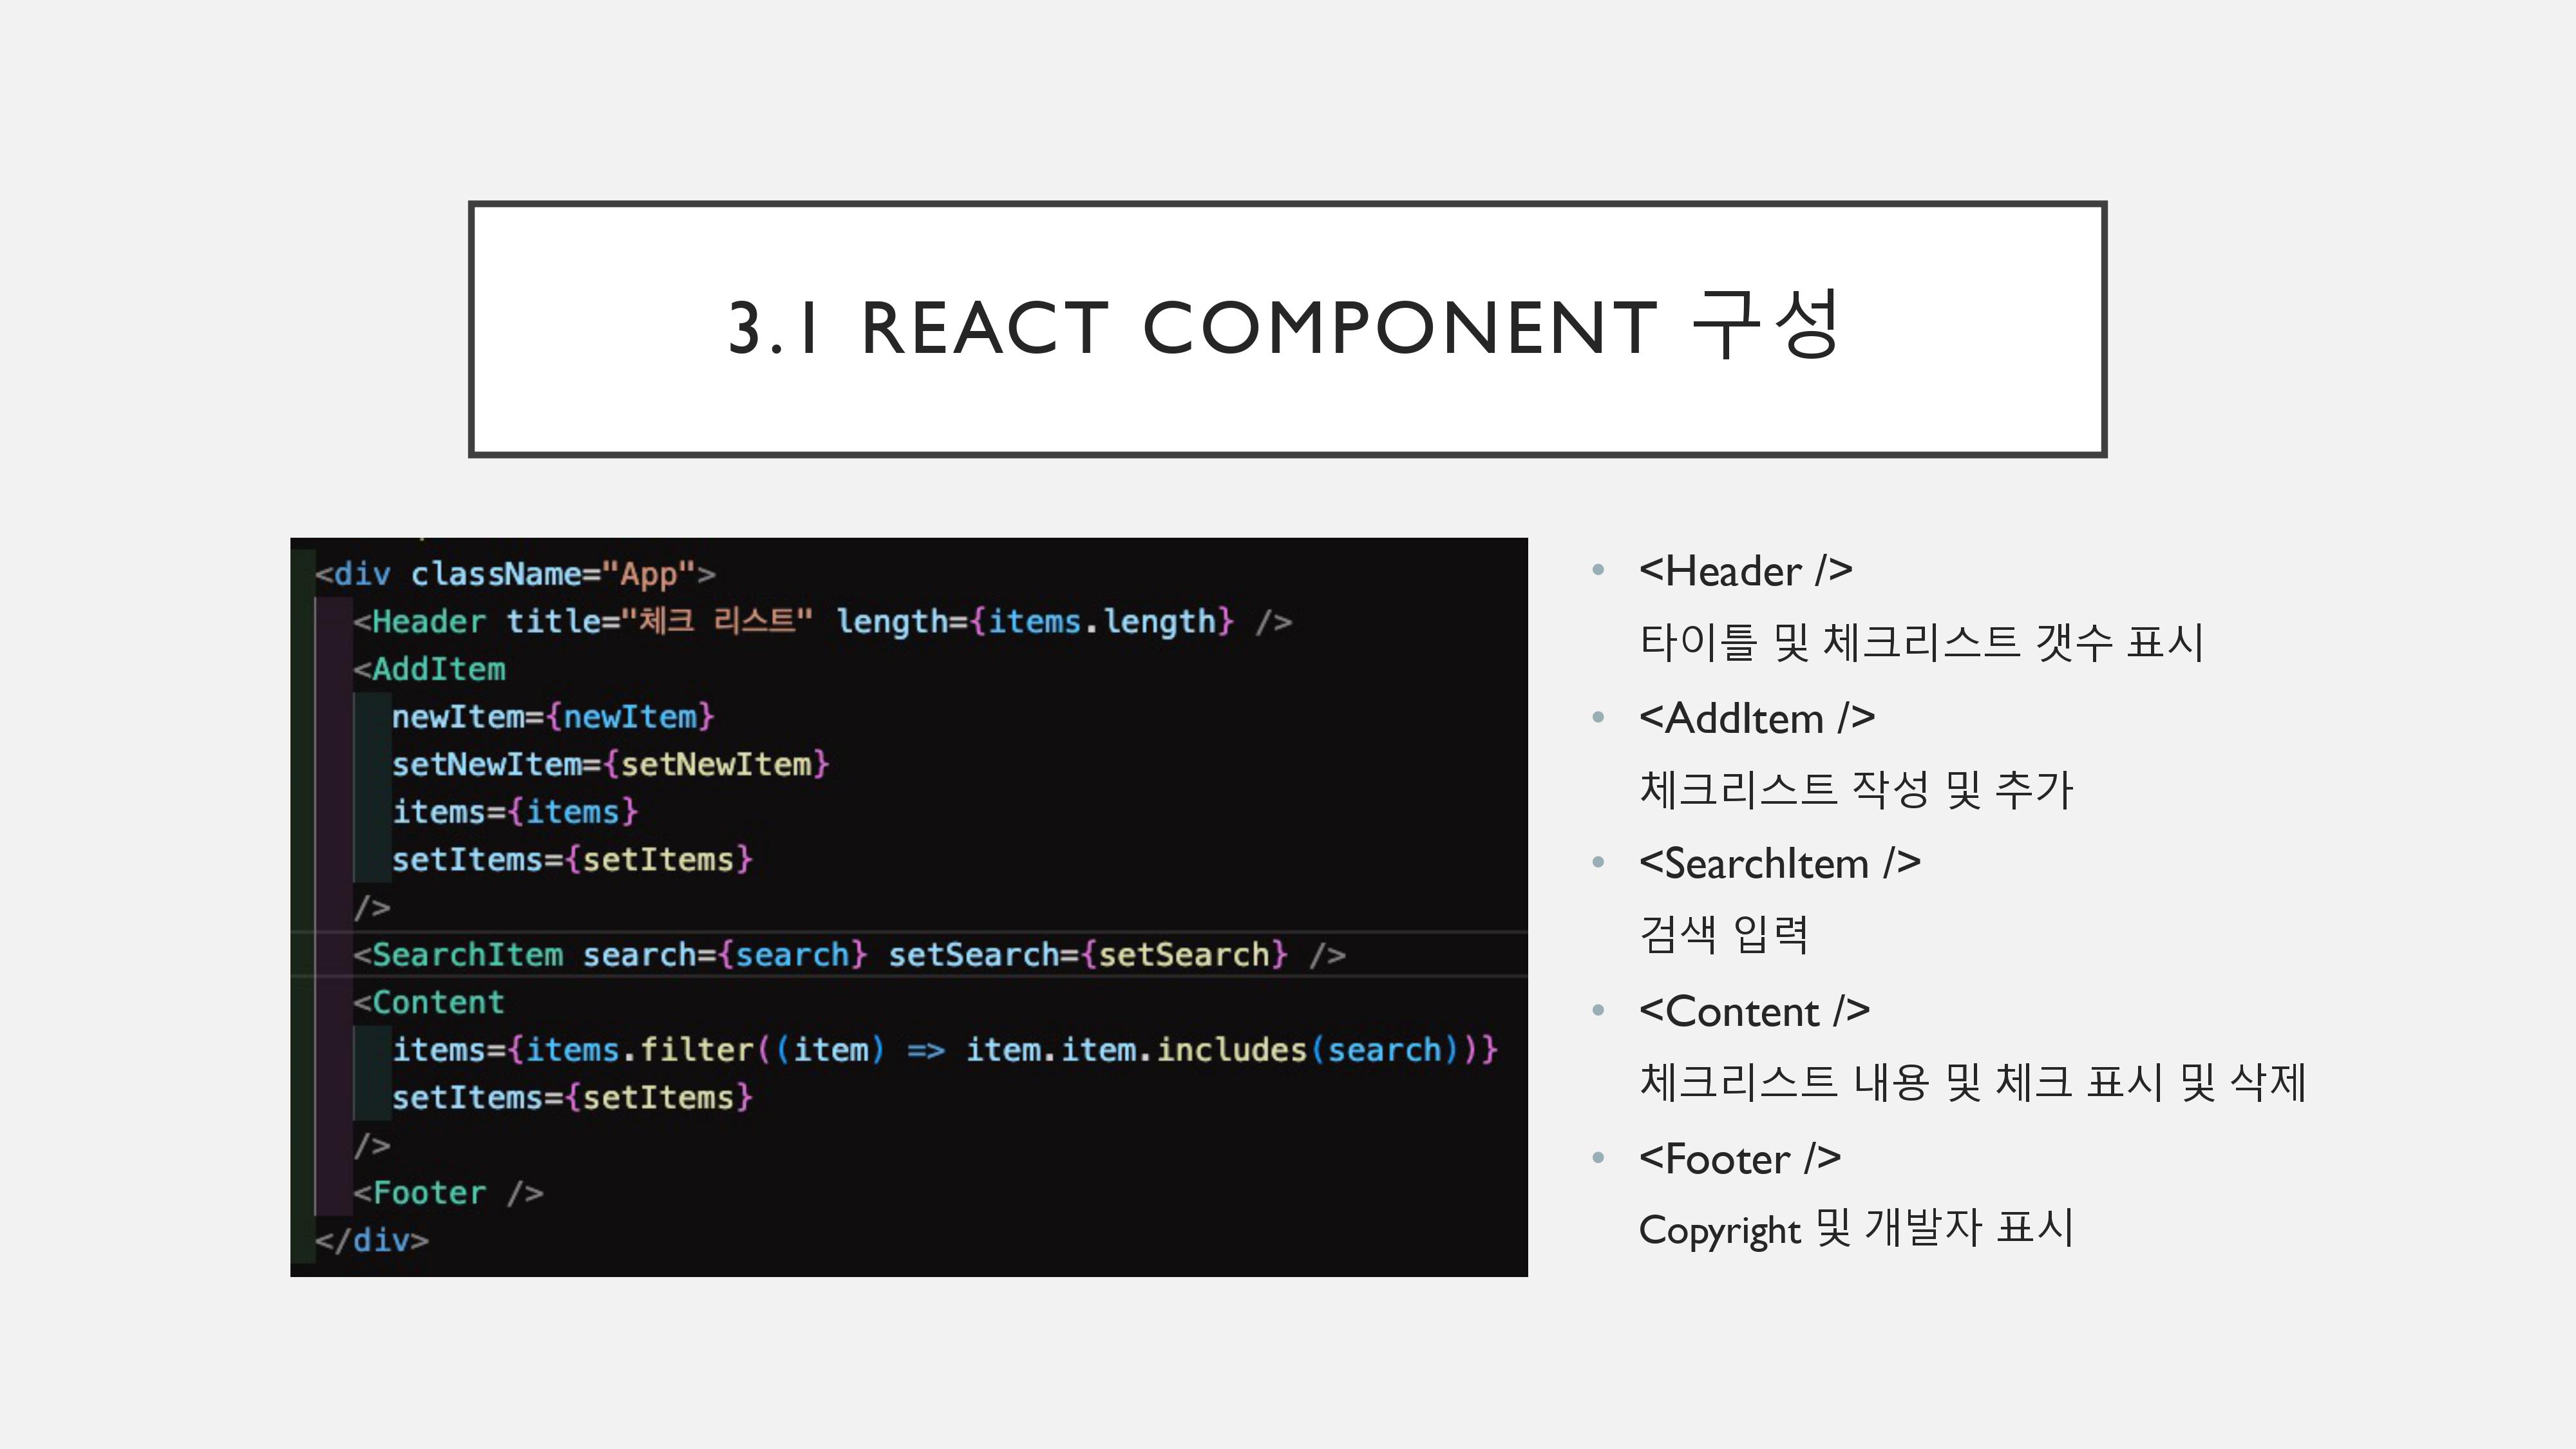 3.1 REACT COMPONENT 구성
<div className="App">
<Header title="체크 리스트" length={items.length} />
<AddItem
newItem={newItem}
setNewItem={setNewItem}
items={items}
setItems={setItems}
/>
<SearchItem search={search} setSearch={setSearch} />
<Content
items={items.filter((item) => item.item.includes(search))}
setItems={setItems}
/>
<Footer />
</div>
• <Header />
타이틀 및 체크리스트 갯수 표시
• <AddItem />
체크리스트 작성 및 추가
• <SearchItem />
검색 입력
• <Content />
체크리스트 내용 및 체크 표시 및 삭제
• <Footer />
Copyright 및 개발자 표시